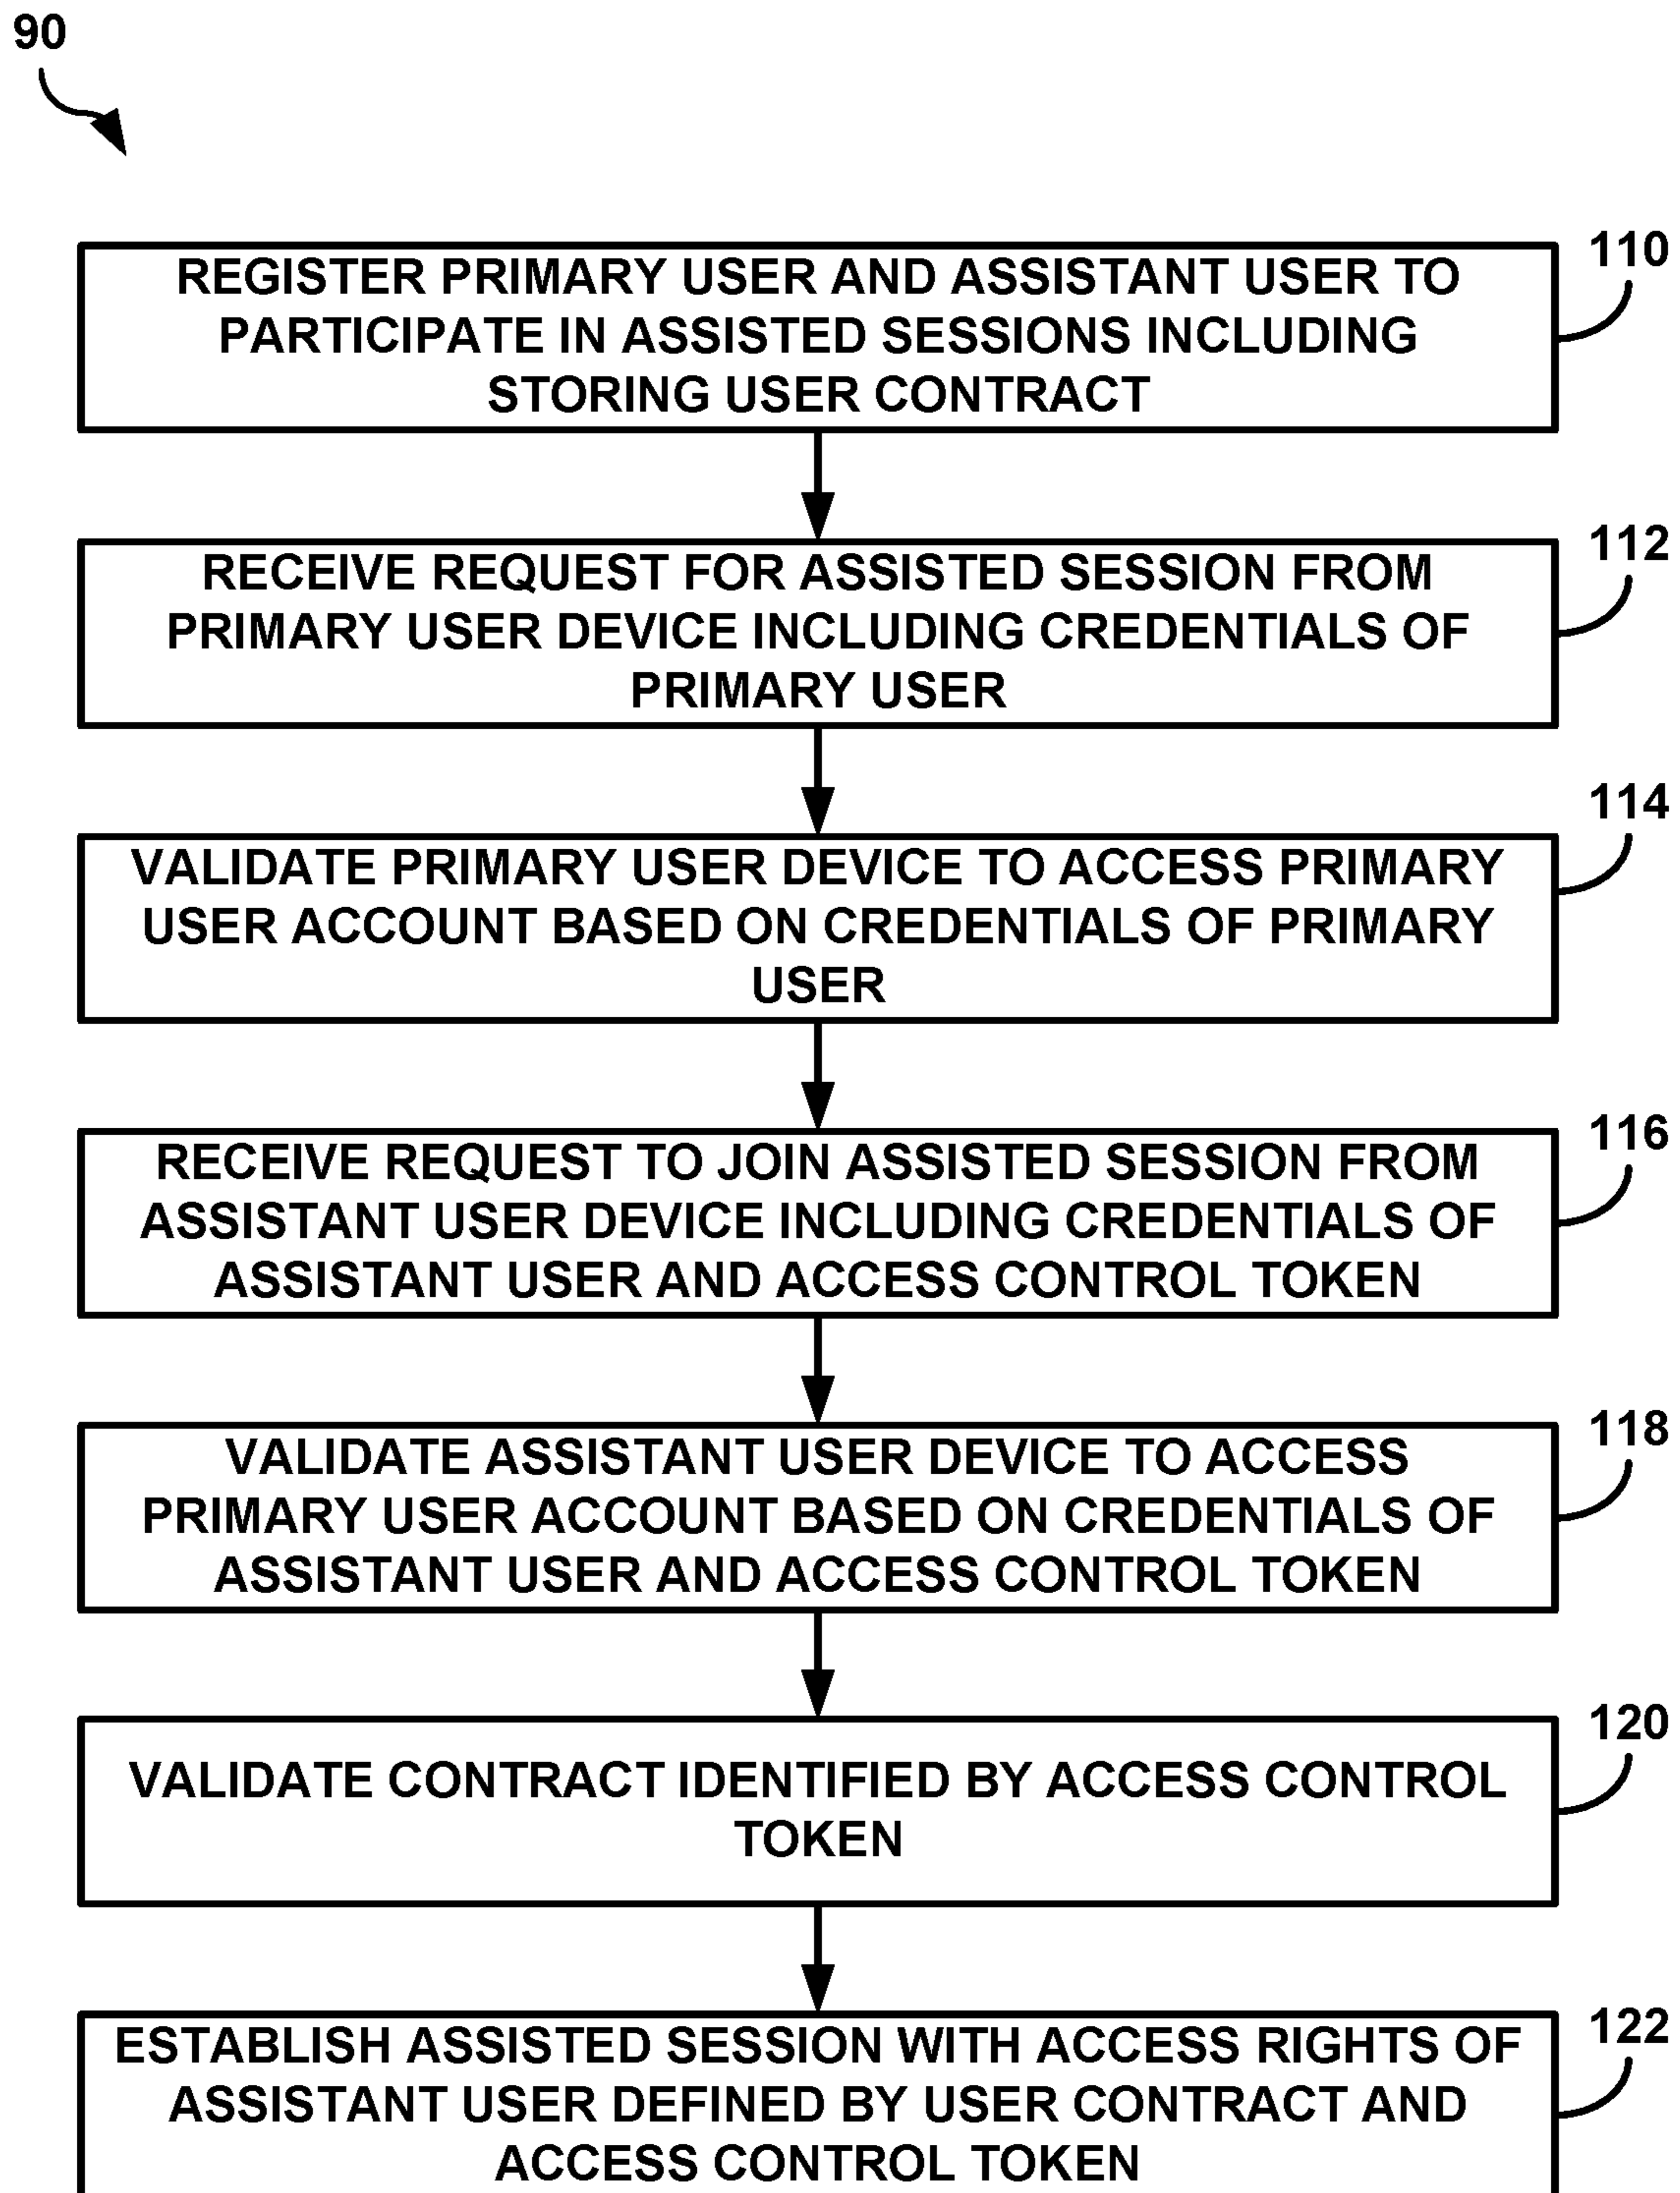 90
110
REGISTER PRIMARY USER AND ASSISTANT USER TO
PARTICIPATE IN ASSISTED SESSIONS INCLUDING
STORING USER CONTRACT
112
RECEIVE REQUEST FOR ASSISTED SESSION FROM
PRIMARY USER DEVICE INCLUDING CREDENTIALS OF
PRIMARY USER
114
VALIDATE PRIMARY USER DEVICE TO ACCESS PRIMARY
USER ACCOUNT BASED ON CREDENTIALS OF PRIMARY
USER
116
RECEIVE REQUEST TO JOIN ASSISTED SESSION FROM
ASSISTANT USER DEVICE INCLUDING CREDENTIALS OF
ASSISTANT USER AND ACCESS CONTROL TOKEN
118
VALIDATE ASSISTANT USER DEVICE TO ACCESS
PRIMARY USER ACCOUNT BASED ON CREDENTIALS OF
ASSISTANT USER AND ACCESS CONTROL TOKEN
120
VALIDATE CONTRACT IDENTIFIED BY ACCESS CONTROL
TOKEN
122
ESTABLISH ASSISTED SESSION WITH ACCESS RIGHTS OF
ASSISTANT USER DEFINED BY USER CONTRACT AND
ACCESS CONTROL TOKEN